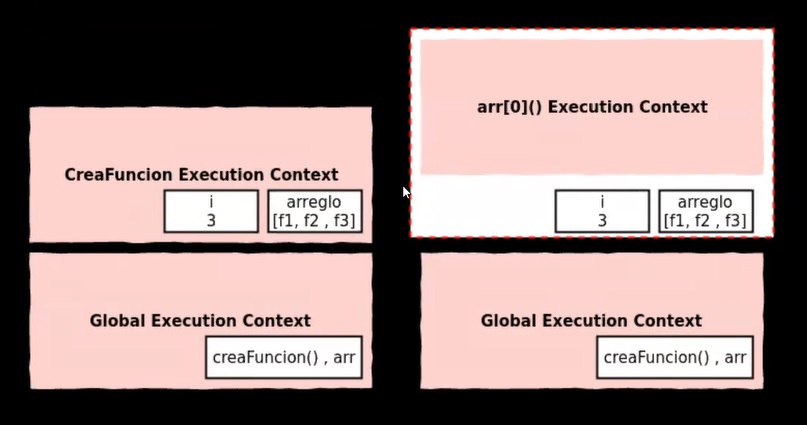 CreaFuncion Execution Context
i
3
arreglo
[f1, f2 , f3]
Global Execution Context
creaFuncion() , arr
arr[0]() Execution Context
i
3
arreglo
[f1, f2 , f3]
Global Execution Context
creaFuncion() , arr